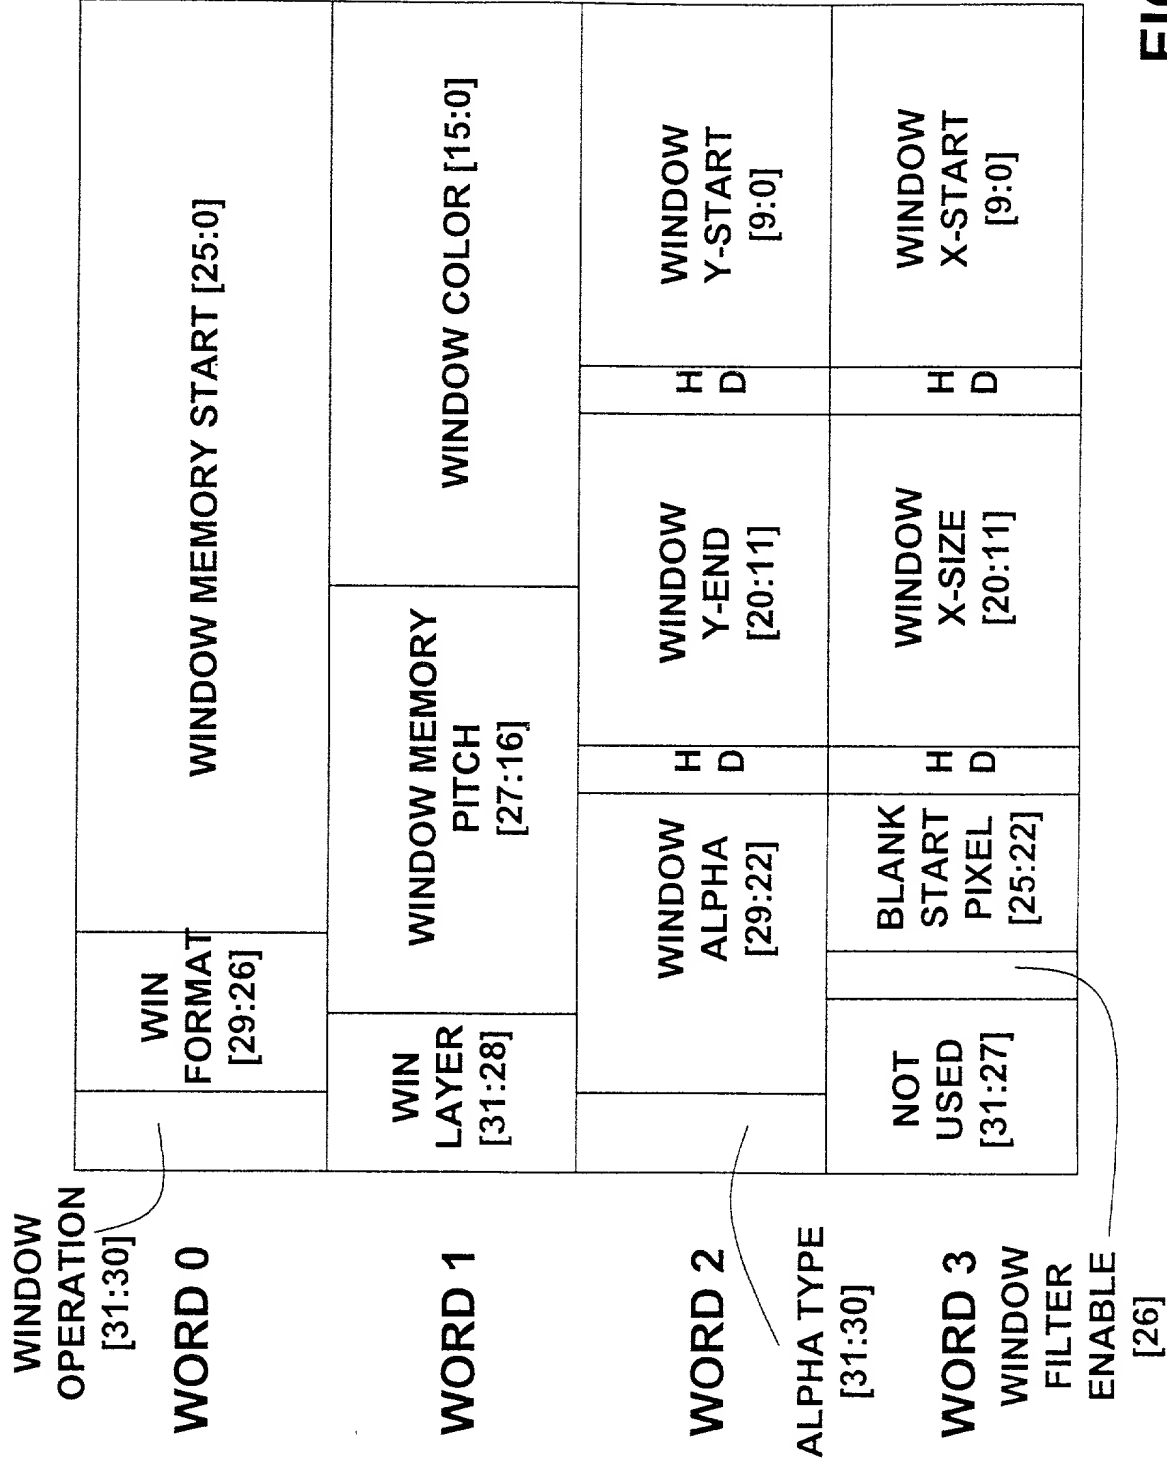 WINDOW
OPERATION
[31:30]
WORD 0
WIN
FORMAT
[29:26]
WINDOW MEMORY START [25:0]
WORD 1
WIN
LAYER
[31:28]
WINDOW MEMORY
PITCH
[27:16]
WINDOW COLOR [15:0]
WORD 2
ALPHA TYPE
[31:30]
WINDOW
ALPHA
[29:22]
H
D
WINDOW
Y-END
[20:11]
H
D
WINDOW
Y-START
[9:0]
WORD 3
WINDOW
FILTER
ENABLE
[26]
NOT
USED
[31:27]
BLANK
START
PIXEL
[25:22]
H
D
WINDOW
X-SIZE
[20:11]
H
D
WINDOW
X-START
[9:0]